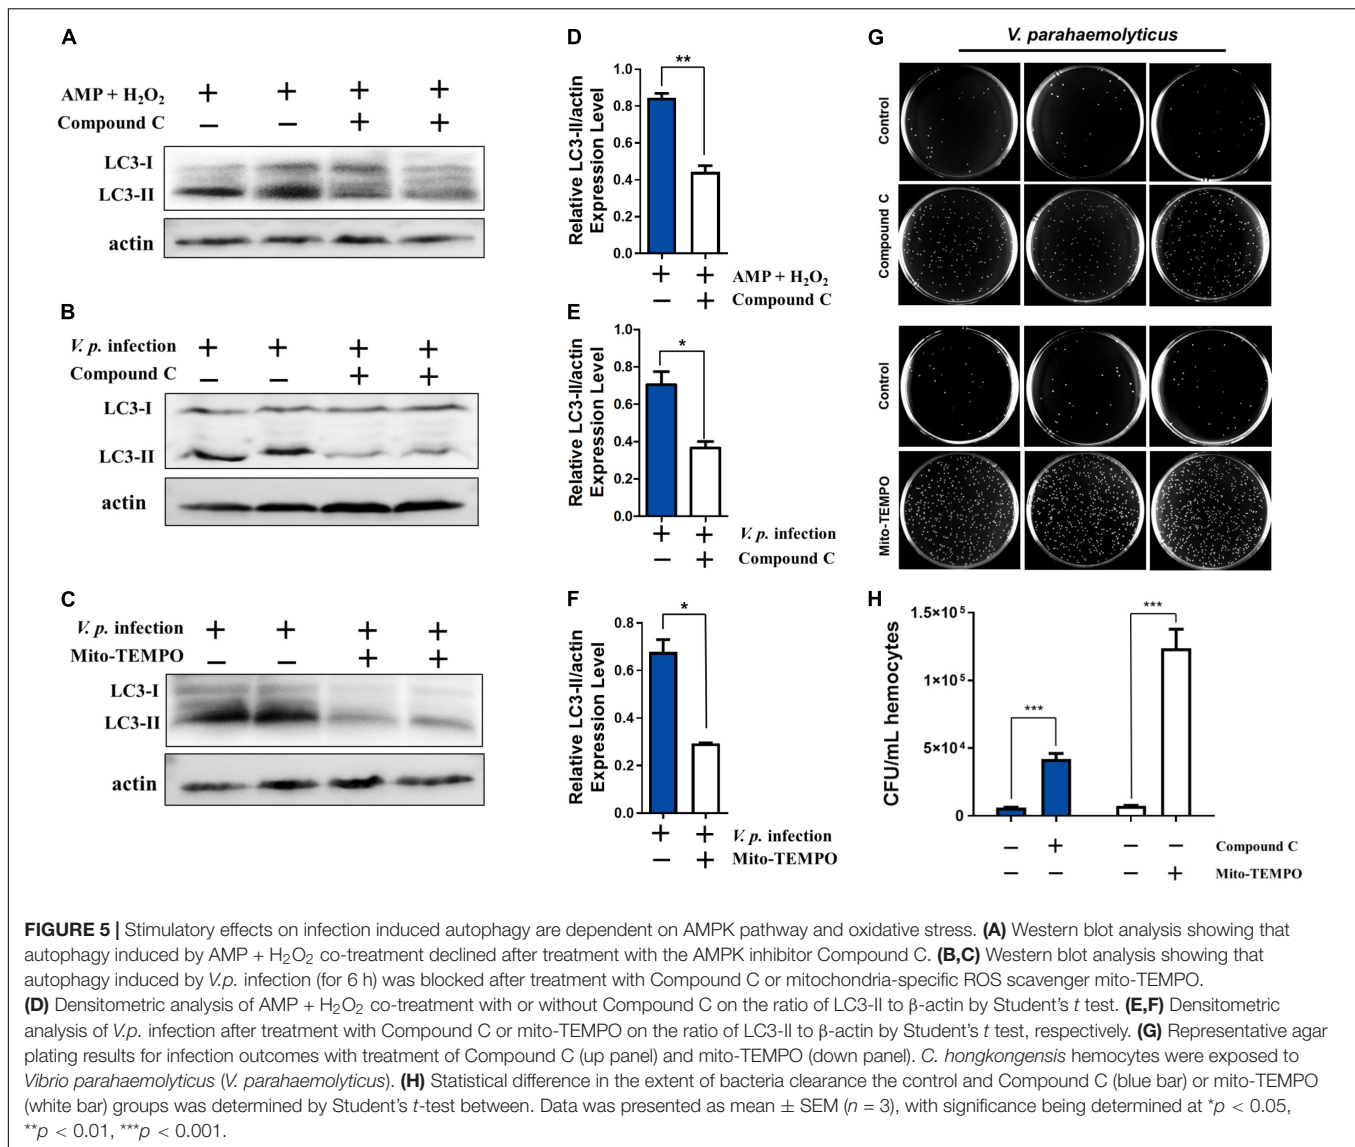 A
AMP + H₂O₂ + + + +
Compound C − − + +
LC3-I
LC3-II
actin
B
V. p. infection + + + +
Compound C − − + +
LC3-I
LC3-II
actin
C
V. p. infection + + + +
Mito-TEMPO − − + +
LC3-I
LC3-II
actin
D
Relative LC3-II/actin
Expression Level
1.0
0.8
0.6
0.4
0.2
0.0
**
+ + AMP + H₂O₂
− + Compound C
E
Relative LC3-II/actin
Expression Level
1.0
0.8
0.6
0.4
0.2
0.0
*
+ + V. p. infection
− + Compound C
F
Relative LC3-II/actin
Expression Level
0.8
0.6
0.4
0.2
0.0
*
+ + V. p. infection
− + Mito-TEMPO
G
V. parahaemolyticus
Control
Compound C
Control
Mito-TEMPO
H
CFU/mL hemocytes
1.5×10⁵
1×10⁵
5×10⁴
0
***
***
− + − − Compound C
− − − + Mito-TEMPO
FIGURE 5 | Stimulatory effects on infection induced autophagy are dependent on AMPK pathway and oxidative stress. (A) Western blot analysis showing that
autophagy induced by AMP + H₂O₂ co-treatment declined after treatment with the AMPK inhibitor Compound C. (B,C) Western blot analysis showing that
autophagy induced by V.p. infection (for 6 h) was blocked after treatment with Compound C or mitochondria-specific ROS scavenger mito-TEMPO.
(D) Densitometric analysis of AMP + H₂O₂ co-treatment with or without Compound C on the ratio of LC3-II to β-actin by Student's t test. (E,F) Densitometric
analysis of V.p. infection after treatment with Compound C or mito-TEMPO on the ratio of LC3-II to β-actin by Student's t test, respectively. (G) Representative agar
plating results for infection outcomes with treatment of Compound C (up panel) and mito-TEMPO (down panel). C. hongkongensis hemocytes were exposed to
Vibrio parahaemolyticus (V. parahaemolyticus). (H) Statistical difference in the extent of bacteria clearance the control and Compound C (blue bar) or mito-TEMPO
(white bar) groups was determined by Student's t-test between. Data was presented as mean ± SEM (n = 3), with significance being determined at *p < 0.05,
**p < 0.01, ***p < 0.001.